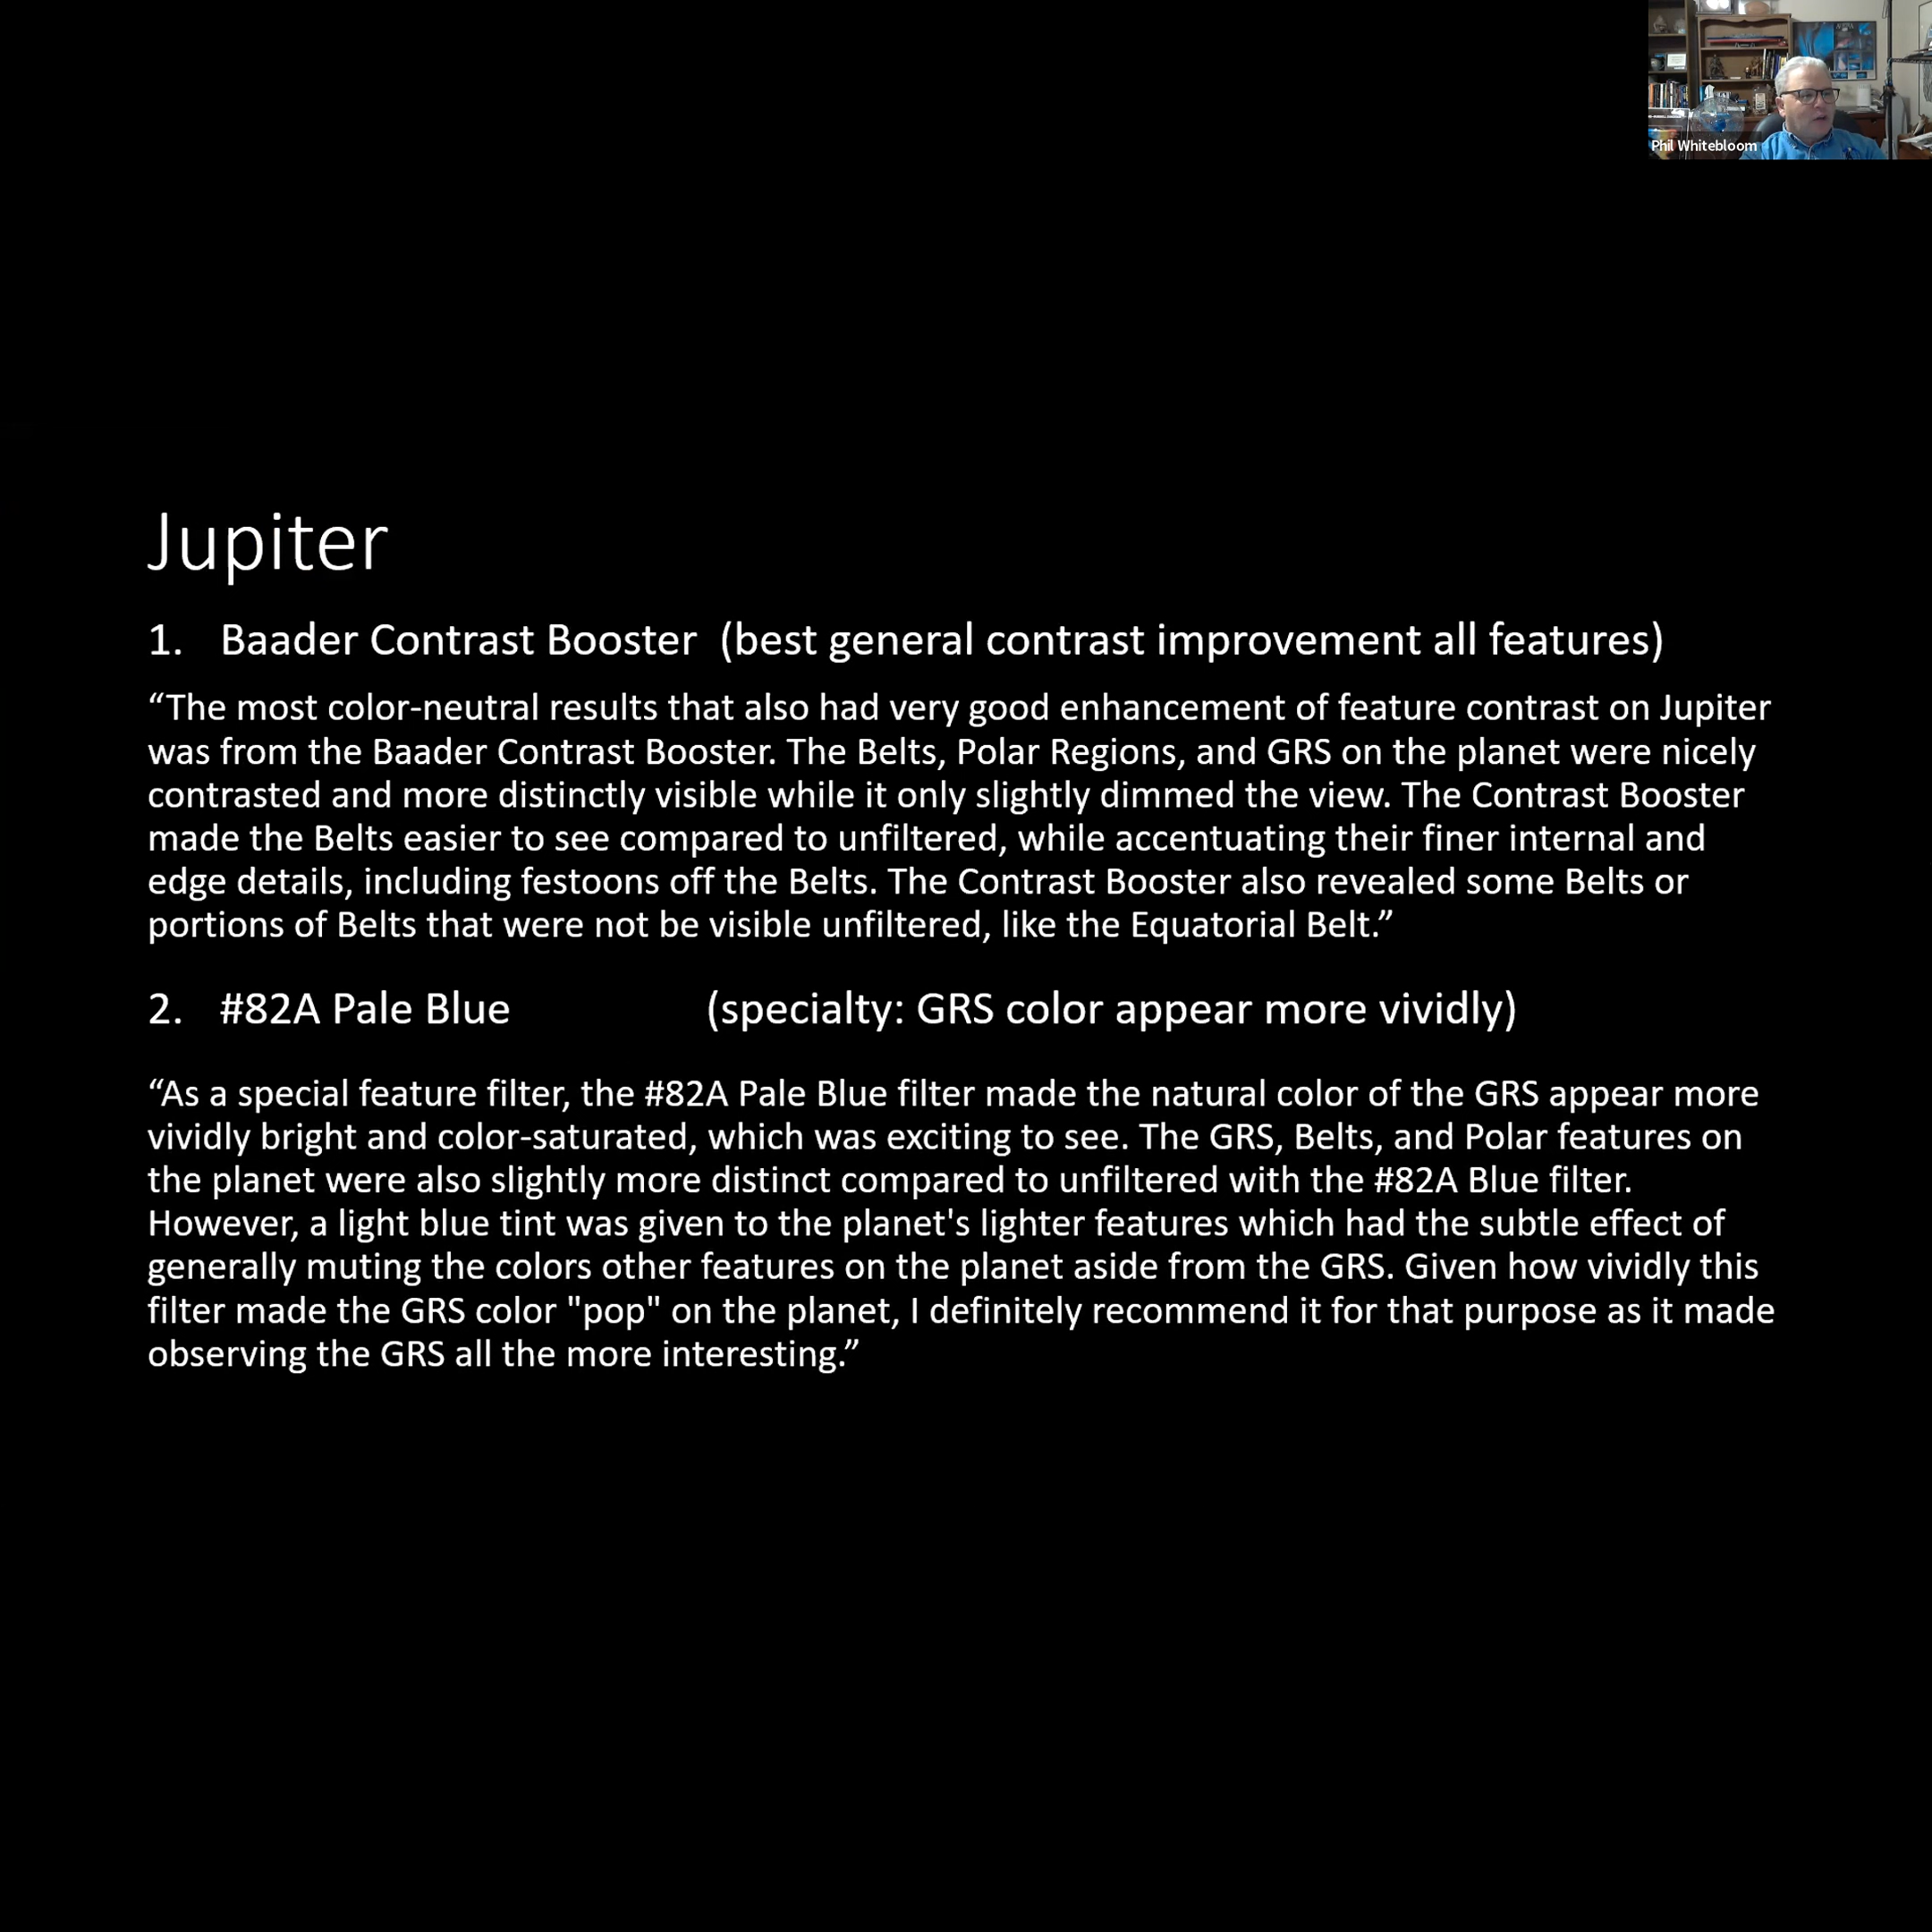 Phil Whitebloom
Jupiter
1. Baader Contrast Booster (best general contrast improvement all features)
“The most color-neutral results that also had very good enhancement of feature contrast on Jupiter
was from the Baader Contrast Booster. The Belts, Polar Regions, and GRS on the planet were nicely
contrasted and more distinctly visible while it only slightly dimmed the view. The Contrast Booster
made the Belts easier to see compared to unfiltered, while accentuating their finer internal and
edge details, including festoons off the Belts. The Contrast Booster also revealed some Belts or
portions of Belts that were not be visible unfiltered, like the Equatorial Belt.”
2. #82A Pale Blue (specialty: GRS color appear more vividly)
“As a special feature filter, the #82A Pale Blue filter made the natural color of the GRS appear more
vividly bright and color-saturated, which was exciting to see. The GRS, Belts, and Polar features on
the planet were also slightly more distinct compared to unfiltered with the #82A Blue filter.
However, a light blue tint was given to the planet's lighter features which had the subtle effect of
generally muting the colors other features on the planet aside from the GRS. Given how vividly this
filter made the GRS color "pop" on the planet, I definitely recommend it for that purpose as it made
observing the GRS all the more interesting.”